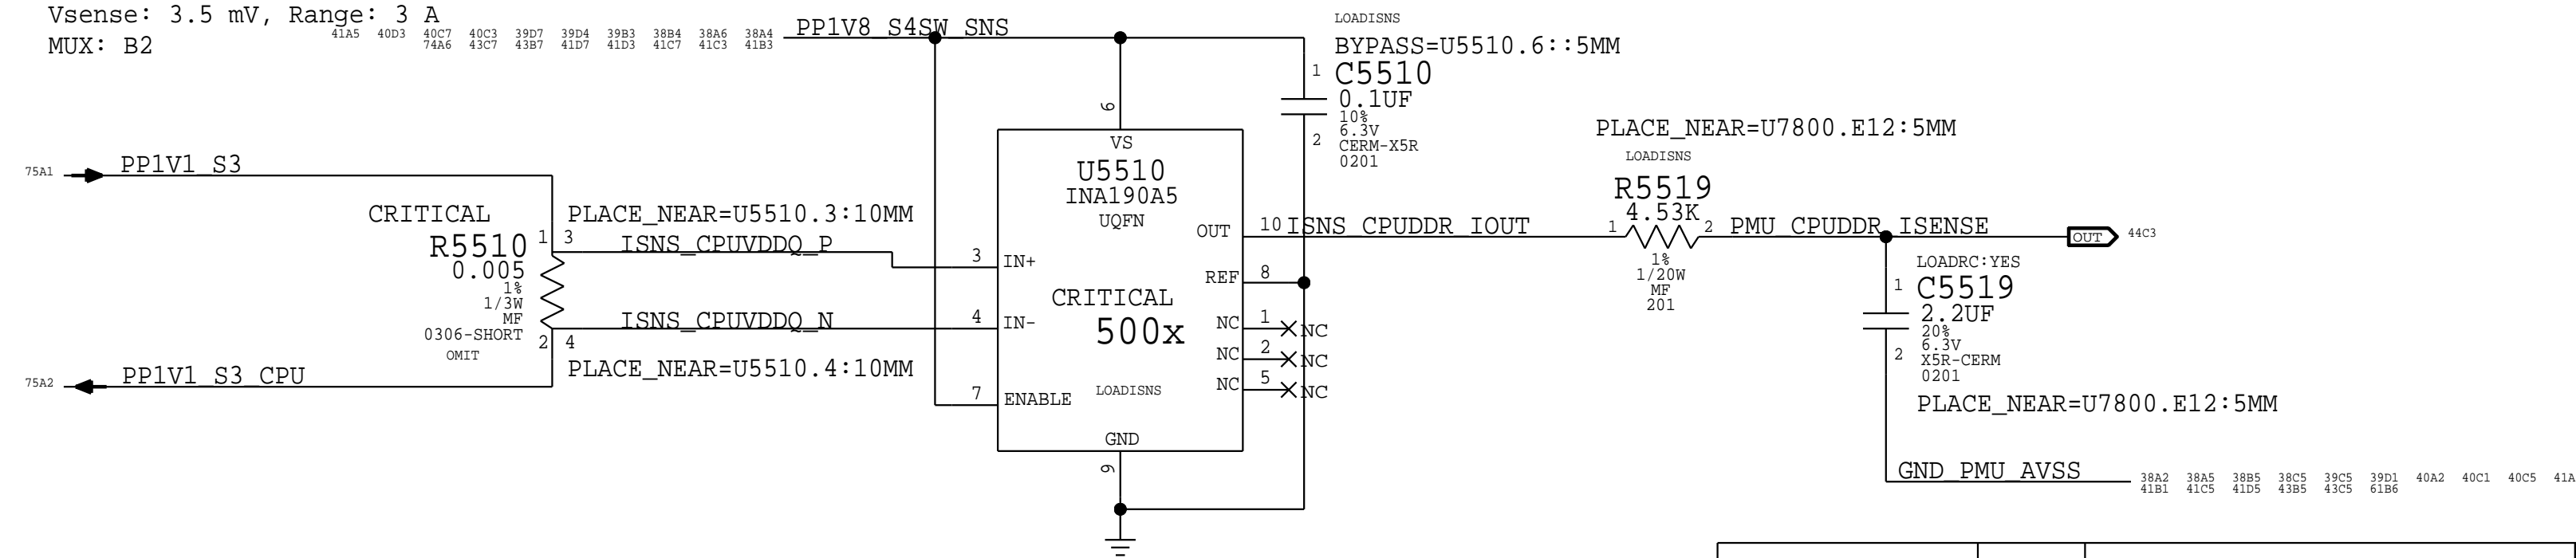 Vsense: 3.5 mV, Range: 3 A
MUX: B2
41A5 40D3 40C7 40C3 39D7 39D4 39B3 38B4 38A6 38A4
74A6 43C7 43B7 41D7 41D3 41C7 41C3 41B3
PP1V8_S4SW_SNS
LOADISNS
BYPASS=U5510.6::5MM
1
C5510
0.1UF
10%
6.3V
2
CERM-X5R
0201
6
VS
U5510
INA190A5
UQFN
CRITICAL
500x
LOADISNS
GND
9
75A1
PP1V1_S3
CRITICAL
PLACE_NEAR=U5510.3:10MM
R5510
1 3
0.005
1%
1/3W
MF
0306-SHORT
OMIT
2 4
ISNS_CPUVDDQ_P
3
IN+
ISNS_CPUVDDQ_N
4
IN-
PLACE_NEAR=U5510.4:10MM
75A2
PP1V1_S3_CPU
7
ENABLE
OUT
10
ISNS_CPUDDR_IOUT
REF
8
NC
1
NC
NC
2
NC
NC
5
NC
PLACE_NEAR=U7800.E12:5MM
LOADISNS
R5519
4.53K
1
2
1%
1/20W
MF
201
PMU_CPUDDR_ISENSE
OUT
44C3
LOADRC:YES
1
C5519
2.2UF
20%
6.3V
2
X5R-CERM
0201
PLACE_NEAR=U7800.E12:5MM
GND_PMU_AVSS
38A2 38A5 38B5 38C5 39C5 39D1 40A2 40C1 40C5 41A
41B1 41C5 41D5 43B5 43C5 61B6